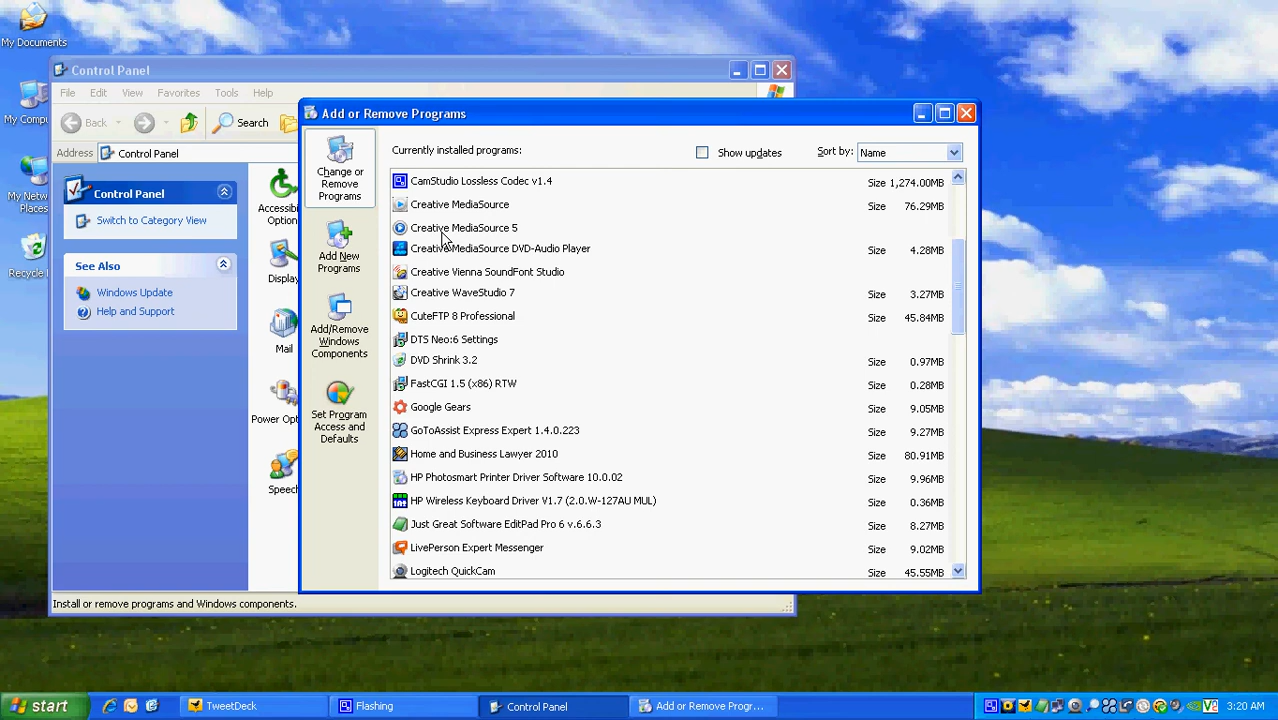 My Documents
My Compu
My Netw
Places
Recycle
Control Panel
File Edit View Favorites Tools Help
Back Search
Address Control Panel
Control Panel
Switch to Category View
See Also
Windows Update
Help and Support
Accessibi
Option
Display
Mail
Power Opt
Speech
Install or remove programs and Windows components.
Add or Remove Programs
Change or
Remove
Programs
Add New
Programs
Add/Remove
Windows
Components
Set Program
Access and
Defaults
Currently installed programs: Show updates Sort by: Name
CamStudio Lossless Codec v1.4 Size 1,274.00MB
Creative MediaSource Size 76.29MB
Creative MediaSource 5
Creative MediaSource DVD-Audio Player Size 4.28MB
Creative Vienna SoundFont Studio
Creative WaveStudio 7 Size 3.27MB
CuteFTP 8 Professional Size 45.84MB
DTS Neo:6 Settings
DVD Shrink 3.2 Size 0.97MB
FastCGI 1.5 (x86) RTW Size 0.28MB
Google Gears Size 9.05MB
GoToAssist Express Expert 1.4.0.223 Size 9.27MB
Home and Business Lawyer 2010 Size 80.91MB
HP Photosmart Printer Driver Software 10.0.02 Size 9.96MB
HP Wireless Keyboard Driver V1.7 (2.0.W-127AU MUL) Size 0.36MB
Just Great Software EditPad Pro 6 v.6.6.3 Size 8.27MB
LivePerson Expert Messenger Size 9.02MB
Logitech QuickCam Size 45.55MB
start TweetDeck Flashing Control Panel Add or Remove Progr... 3:20 AM